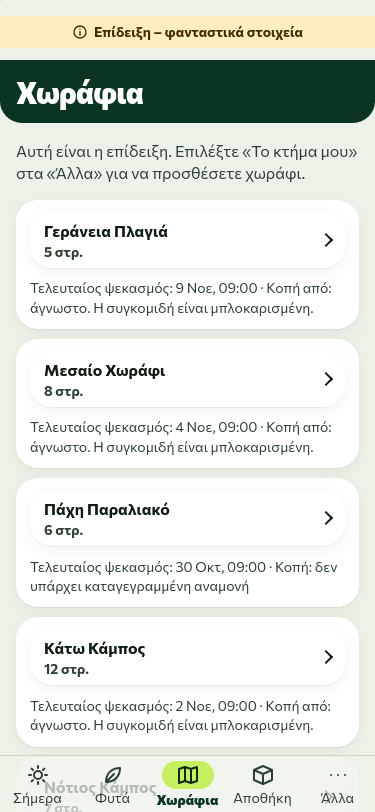 Επίδειξη – φανταστικά στοιχεία
Χωράφια
Αυτή είναι η επίδειξη. Επιλέξτε «Το κτήμα μου»
στα «Άλλα» για να προσθέσετε χωράφι.
Γεράνεια Πλαγιά
5 στρ.
Τελευταίος ψεκασμός: 9 Νοε, 09:00 · Κοπή από:
άγνωστο. Η συγκομιδή είναι μπλοκαρισμένη.
Μεσαίο Χωράφι
8 στρ.
Τελευταίος ψεκασμός: 4 Νοε, 09:00 · Κοπή από:
άγνωστο. Η συγκομιδή είναι μπλοκαρισμένη.
Πάχη Παραλιακό
6 στρ.
Τελευταίος ψεκασμός: 30 Οκτ, 09:00 · Κοπή: δεν
υπάρχει καταγεγραμμένη αναμονή
Κάτω Κάμπος
12 στρ.
Τελευταίος ψεκασμός: 2 Νοε, 09:00 · Κοπή από:
άγνωστο. Η συγκομιδή είναι μπλοκαρισμένη.
Νότιος Κάμπος
7 στρ.
Σήμερα Φυτά Χωράφια Αποθήκη Άλλα